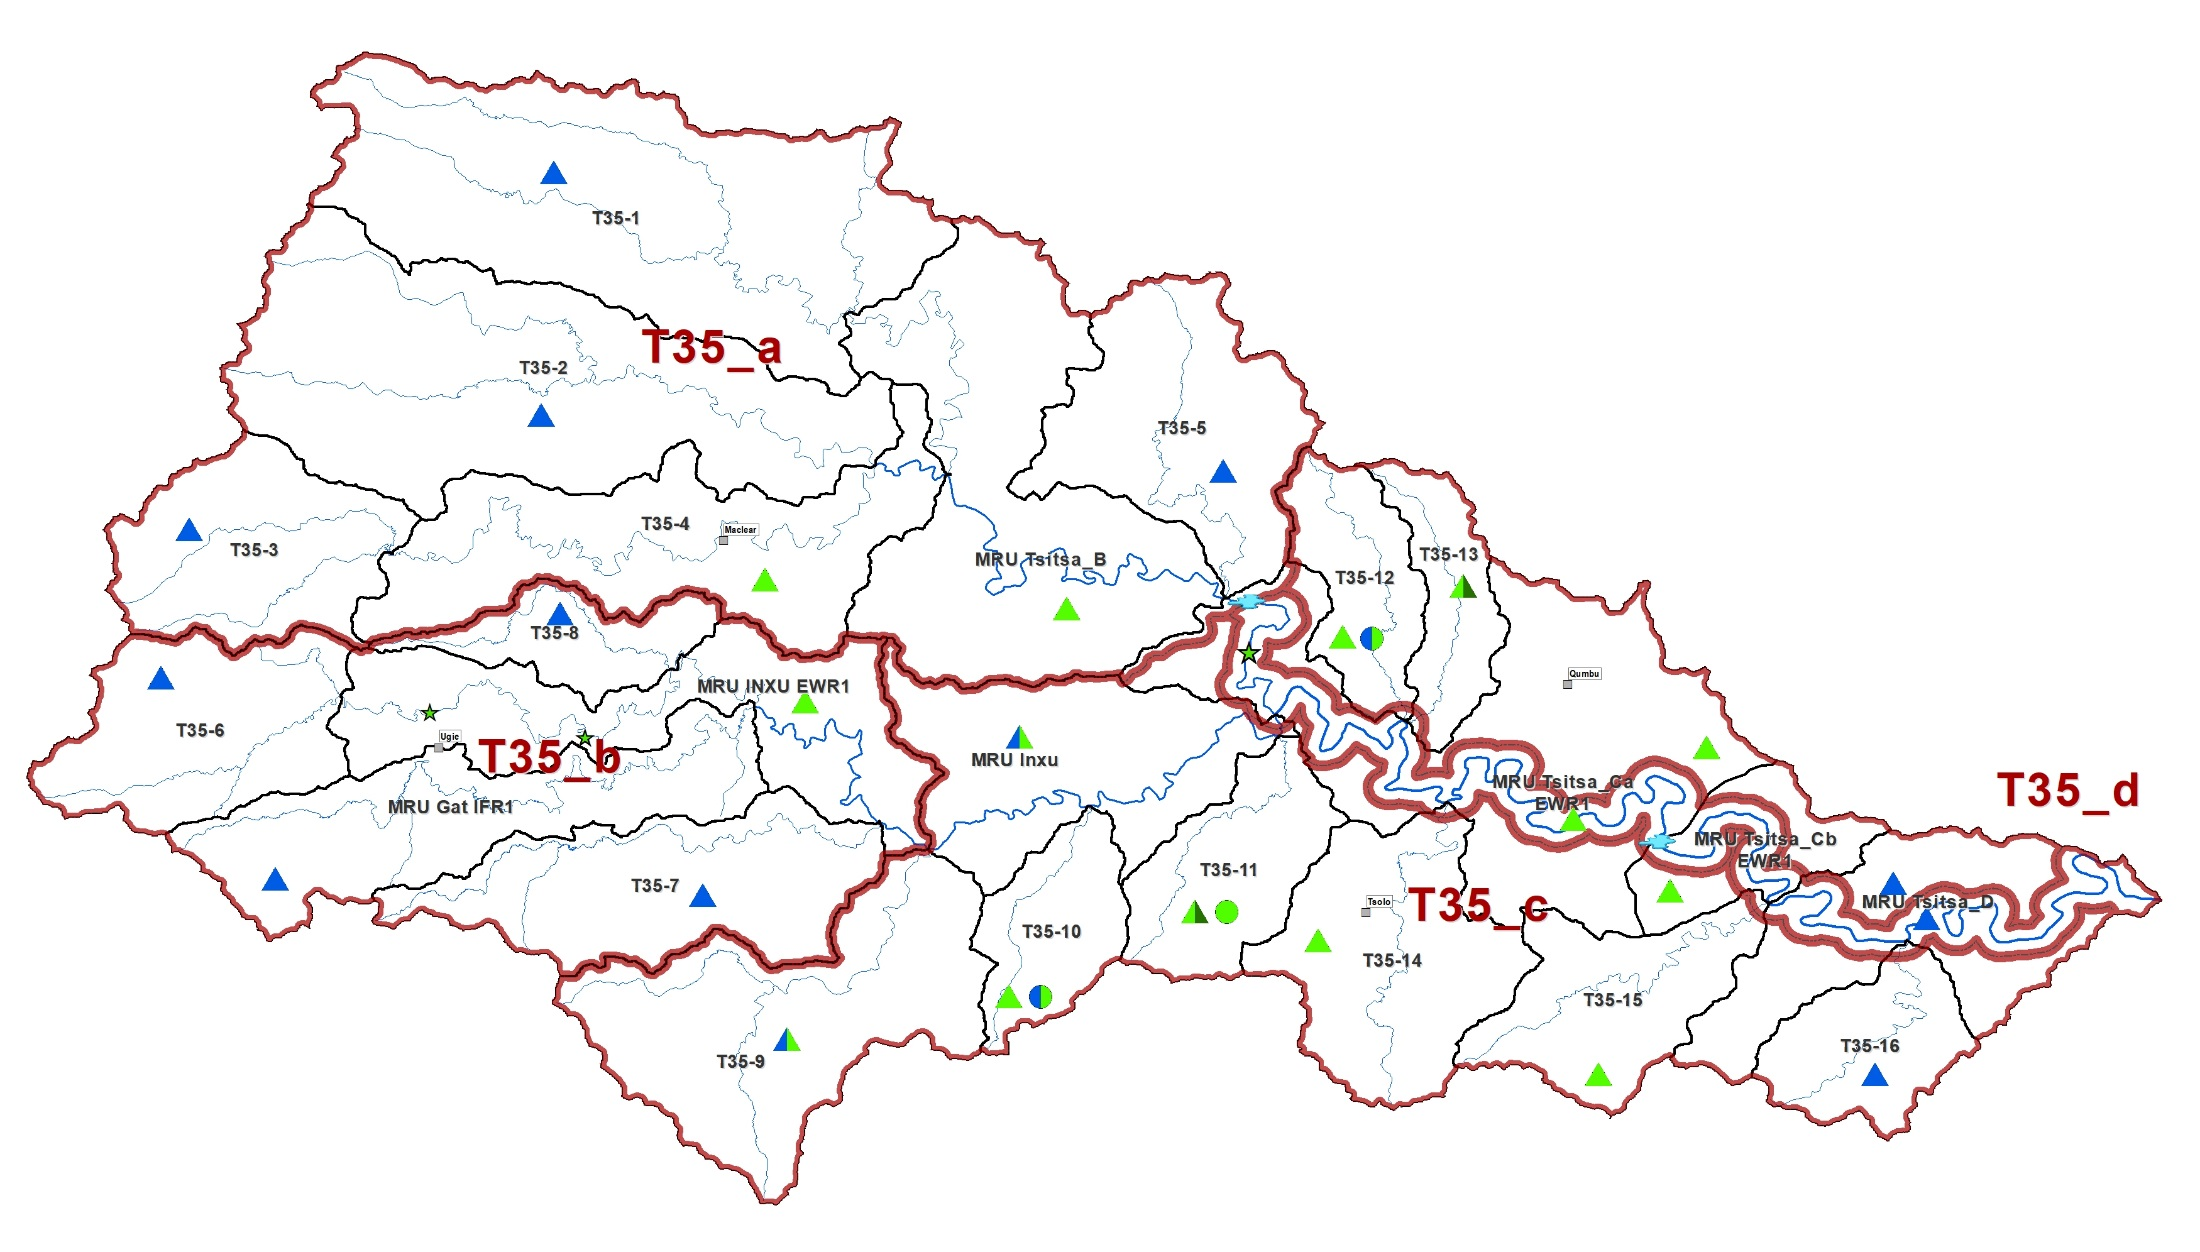 T35-1
T35_a
T35-2
T35-5
T35-4
Maclear
T35-3
MRU Tsitsa_B
T35-13
T35-12
T35-8
MRU INXU EWR1
Qumbu
T35-6
Ugie
T35_b
MRU Inxu
MRU Gat IFR1
MRU Tsitsa_Ca
EWR1
T35_d
MRU Tsitsa_Cb
EWR1
T35-7
T35-11
Tsolo
T35_c
MRU Tsitsa_D
T35-10
T35-14
T35-15
T35-9
T35-16